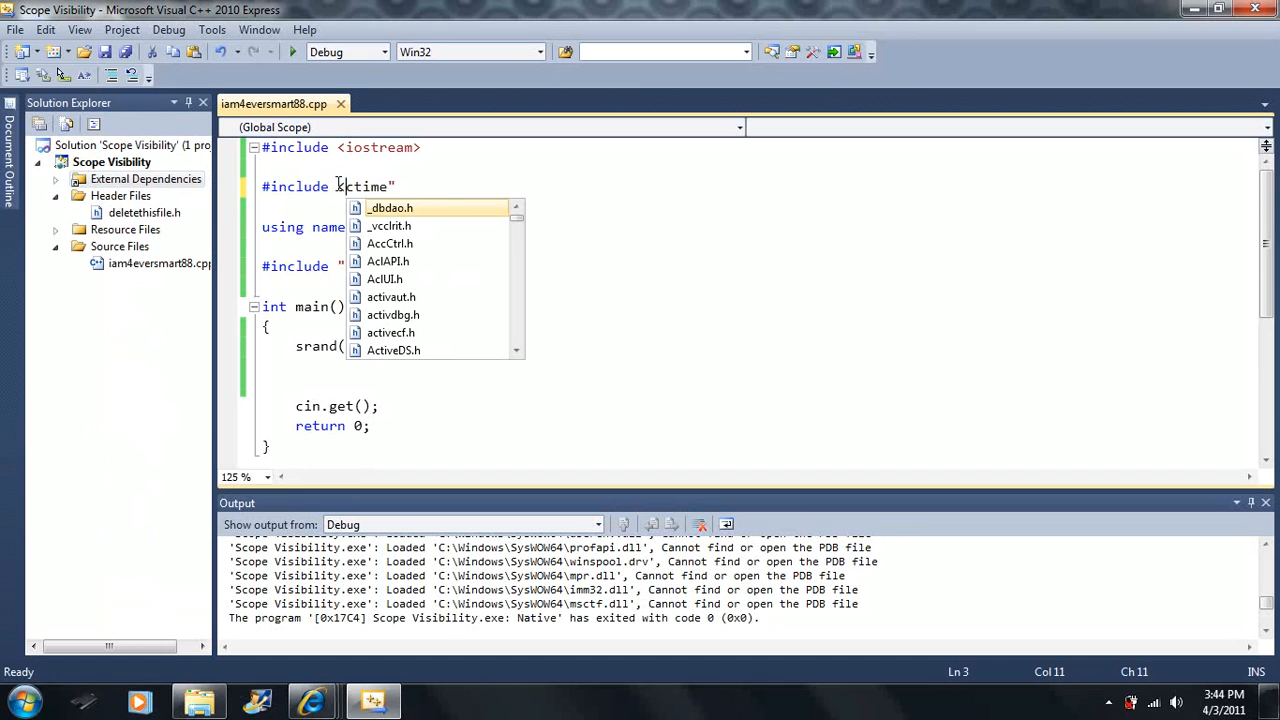 Scope Visibility - Microsoft Visual C++ 2010 Express
File Edit View Project Debug Tools Window Help
Debug Win32
Solution Explorer
iam4eversmart88.cpp
Document Outline
(Global Scope)
Solution 'Scope Visibility' (1 proj
Scope Visibility
External Dependencies
Header Files
deletethisfile.h
Resource Files
Source Files
iam4eversmart88.cpp
#include <iostream>
#include <ctime"
using name
#include "
int main()
{
srand(
cin.get();
return 0;
}
_dbdao.h
_vcclrit.h
AccCtrl.h
AclAPI.h
AclUI.h
activaut.h
activdbg.h
activecf.h
ActiveDS.h
125 %
Output
Show output from: Debug
'Scope Visibility.exe': Loaded 'C:\Windows\SysWOW64\profapi.dll', Cannot find or open the PDB file
'Scope Visibility.exe': Loaded 'C:\Windows\SysWOW64\winspool.drv', Cannot find or open the PDB file
'Scope Visibility.exe': Loaded 'C:\Windows\SysWOW64\mpr.dll', Cannot find or open the PDB file
'Scope Visibility.exe': Loaded 'C:\Windows\SysWOW64\imm32.dll', Cannot find or open the PDB file
'Scope Visibility.exe': Loaded 'C:\Windows\SysWOW64\msctf.dll', Cannot find or open the PDB file
The program '[0x17C4] Scope Visibility.exe: Native' has exited with code 0 (0x0).
Ready Ln 3 Col 11 Ch 11 INS
3:44 PM
4/3/2011